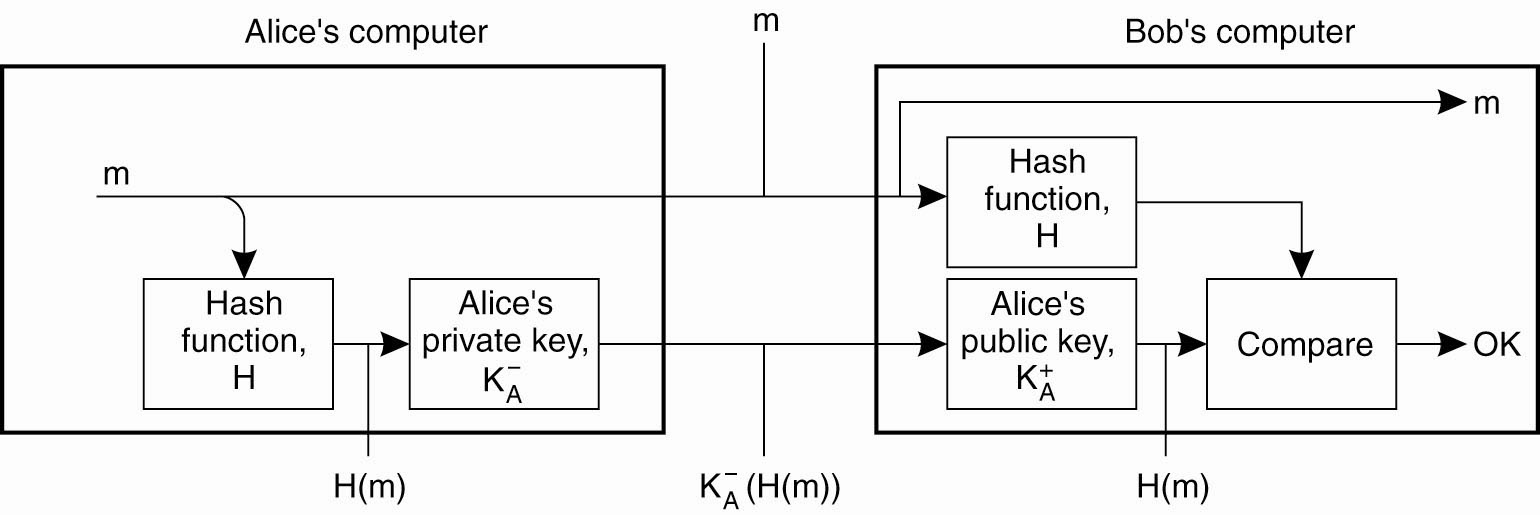 Alice's computer
m
Bob's computer
m
m
Hash
function,
H
Hash
function,
H
Alice's
private key,
K_A^-
Alice's
public key,
K_A^+
Compare
OK
H(m)
K_A^-(H(m))
H(m)